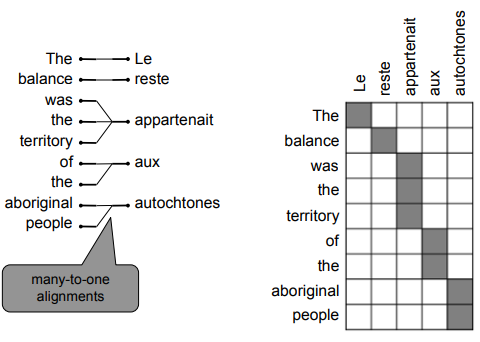 The Le
balance reste
was
the appartenait
territory
of aux
the
aboriginal autochtones
people
many-to-one
alignments
Le reste appartenait aux autochtones
The
balance
was
the
territory
of
the
aboriginal
people